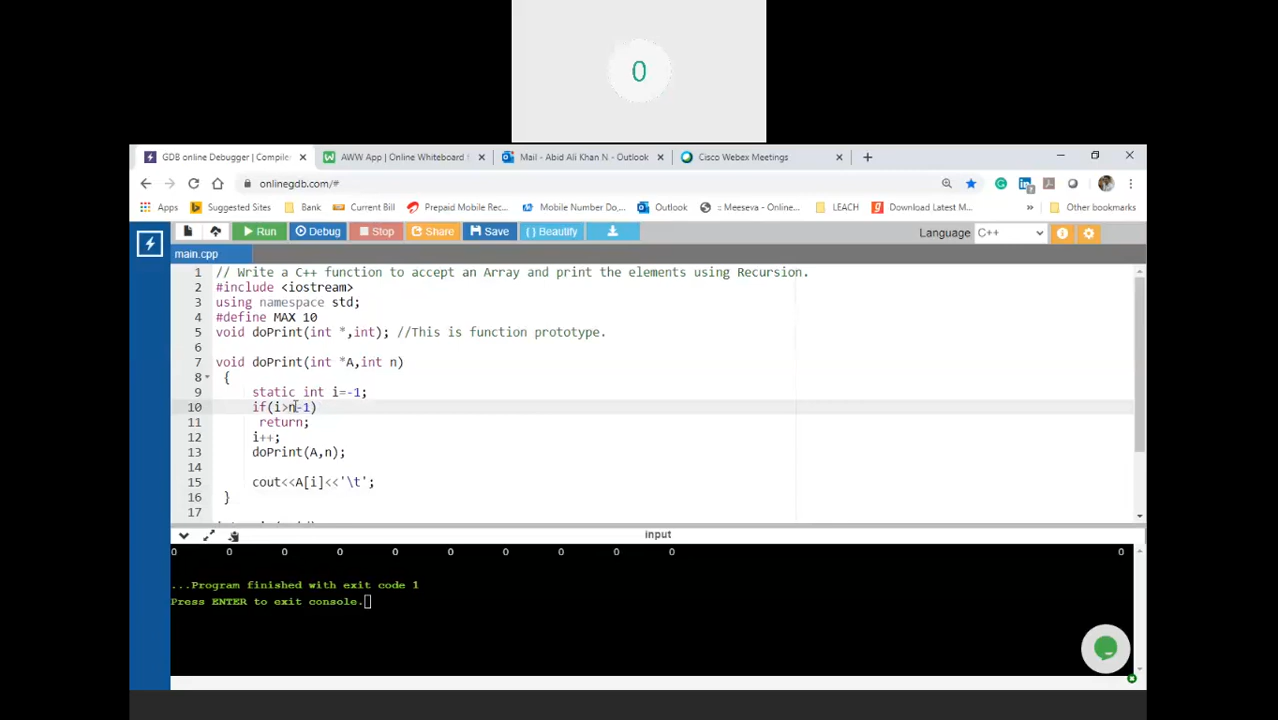 0
GDB online Debugger | Compiler
AWW App | Online Whiteboard
Mail - Abid Ali Khan N - Outlook
Cisco Webex Meetings
onlinegdb.com/#
Apps
Suggested Sites
Bank
Current Bill
Prepaid Mobile Rec...
Mobile Number Do,...
Outlook
:: Meeseva - Online...
LEACH
Download Latest M...
»
Other bookmarks
Run
Debug
Stop
Share
Save
{ } Beautify
Language
C++
main.cpp
1 // Write a C++ function to accept an Array and print the elements using Recursion.
2 #include <iostream>
3 using namespace std;
4 #define MAX 10
5 void doPrint(int *,int); //This is function prototype.
6
7 void doPrint(int *A,int n)
8 {
9 static int i=-1;
10 if(i>n-1)
11 return;
12 i++;
13 doPrint(A,n);
14
15 cout<<A[i]<<'\t';
16 }
17
input
0 0 0 0 0 0 0 0 0 0 0
...Program finished with exit code 1
Press ENTER to exit console.